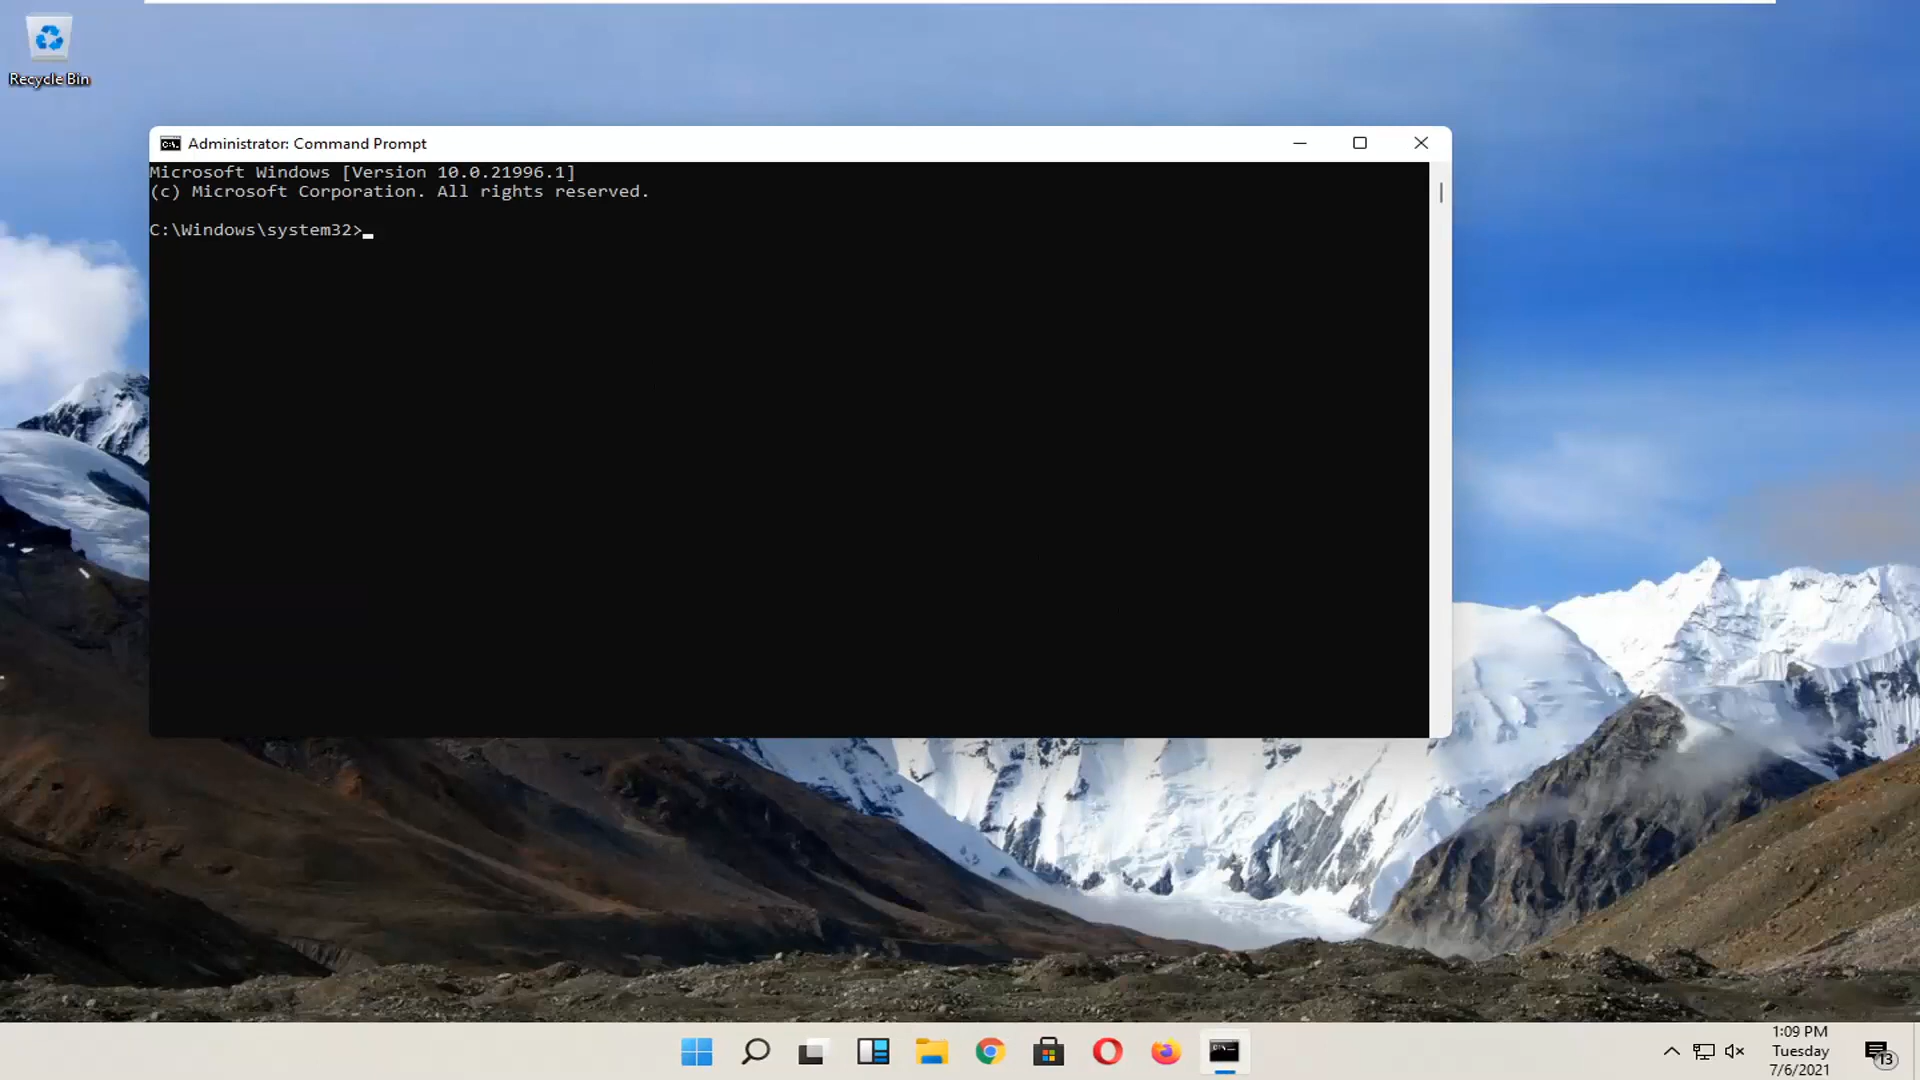 Recycle Bin
Administrator: Command Prompt
Microsoft Windows [Version 10.0.21996.1]
(c) Microsoft Corporation. All rights reserved.
C:\Windows\system32>
1:09 PM
Tuesday
7/6/2021
13